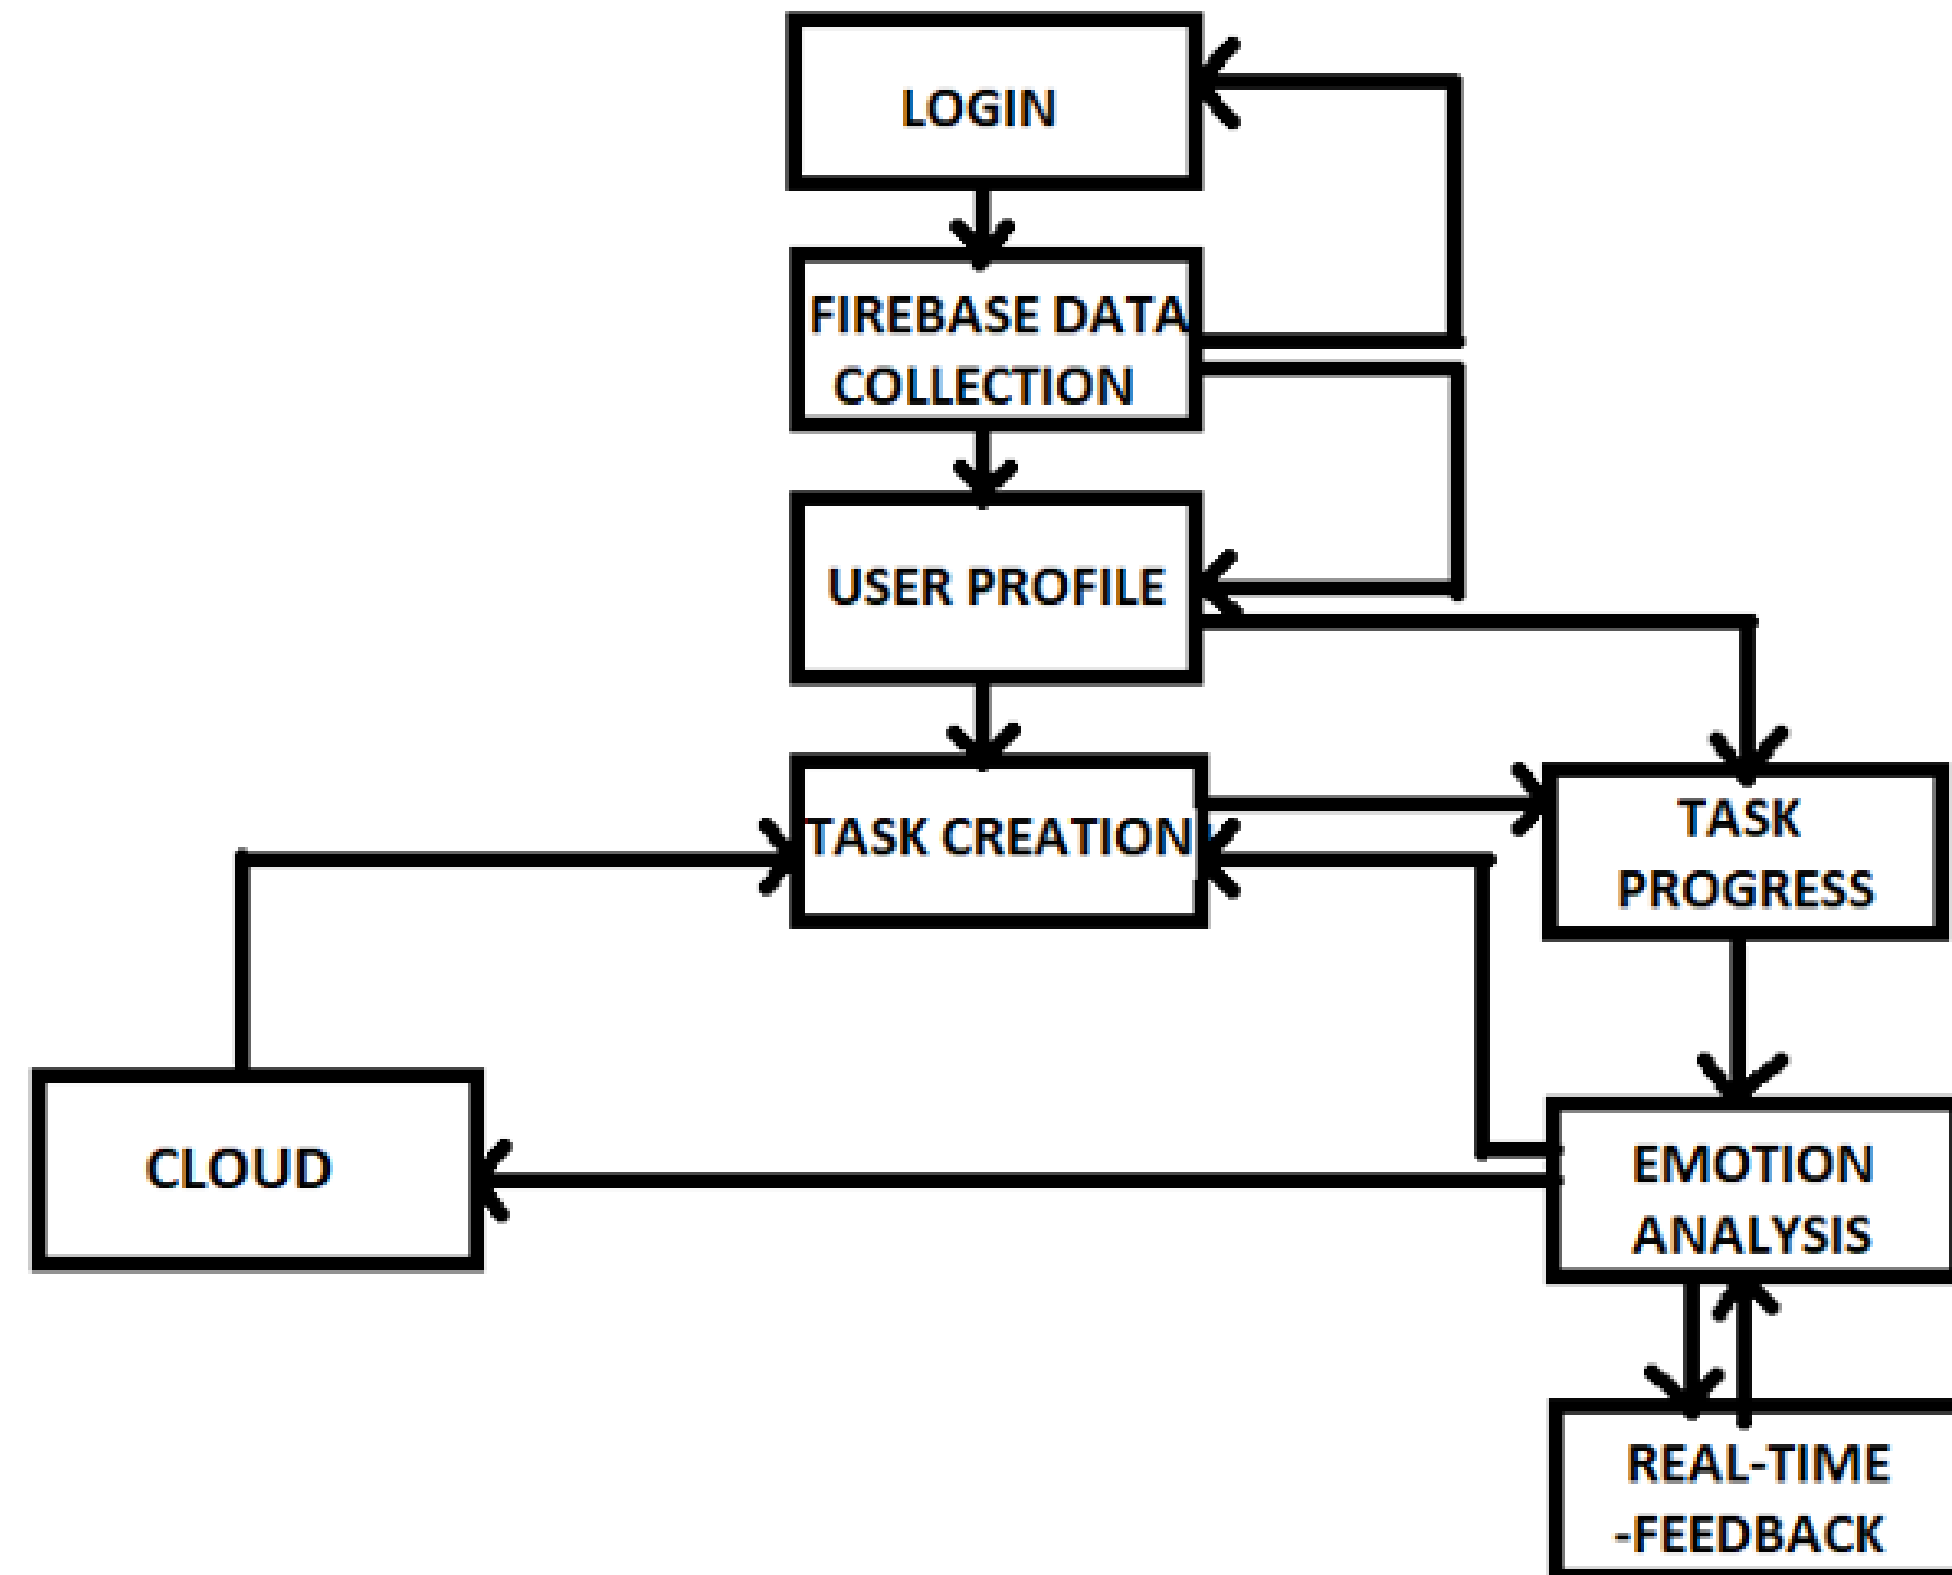 LOGIN
FIREBASE DATA
COLLECTION
USER PROFILE
TASK CREATION
TASK
PROGRESS
CLOUD
EMOTION
ANALYSIS
REAL-TIME
-FEEDBACK